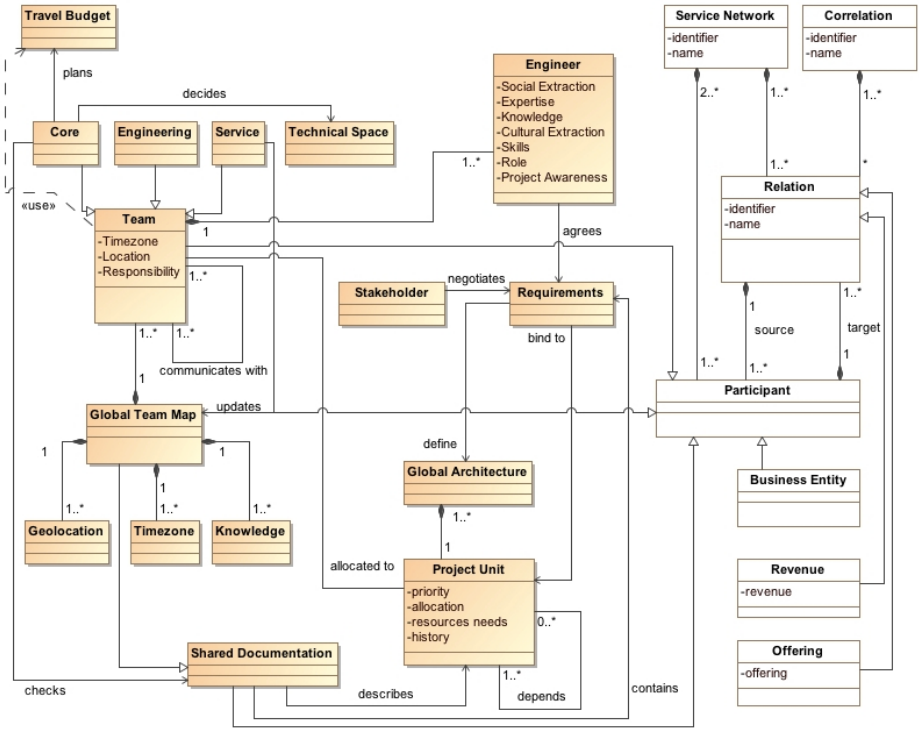 Travel Budget
Service Network
-identifier
-name
Correlation
-identifier
-name
Engineer
-Social Extraction
-Expertise
-Knowledge
-Cultural Extraction
-Skills
-Role
-Project Awareness
plans
decides
2..*
1..*
1..*
Core
Engineering
Service
Technical Space
1..*
1..*
*
Relation
-identifier
-name
«use»
Team
-Timezone
-Location
-Responsibility
1
agrees
1..*
negotiates
Stakeholder
Requirements
1..*
1
source
target
1..*
1..*
bind to
communicates with
1..*
1..*
1
1
Participant
updates
Global Team Map
define
1
1
1
1..*
1..*
1..*
Global Architecture
1..*
1
Business Entity
Geolocation
Timezone
Knowledge
allocated to
Project Unit
-priority
-allocation
-resources needs
-history
0..*
1..*
depends
Revenue
-revenue
Shared Documentation
Offering
-offering
checks
describes
contains